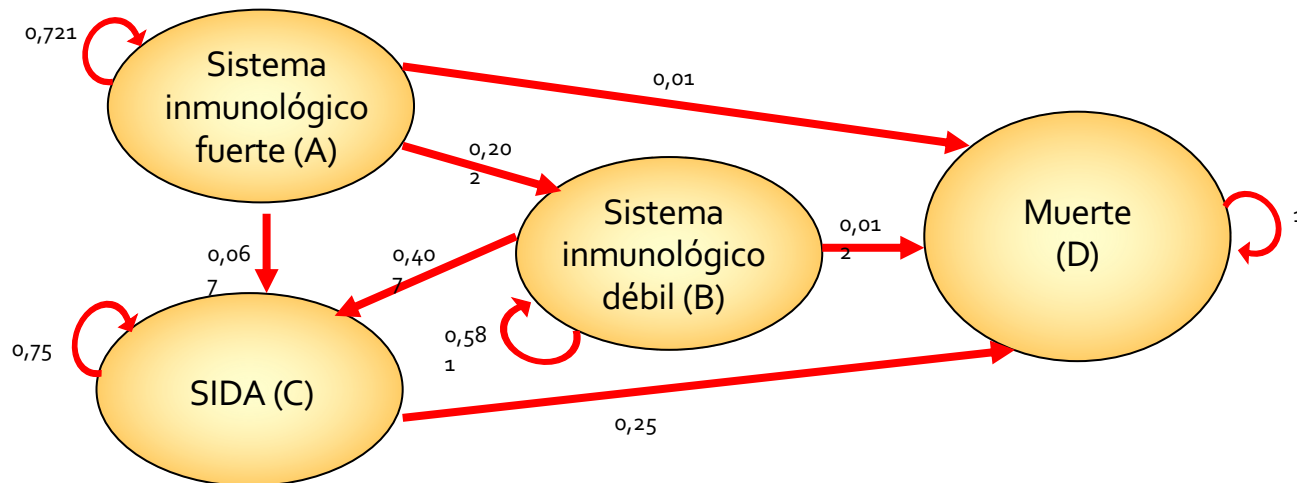 0,721
Sistema
inmunológico
fuerte (A)
0,01
0,20
2
Sistema
inmunológico
débil (B)
0,01
2
Muerte
(D)
1
0,06
7
0,40
7
0,58
1
0,75
SIDA (C)
0,25